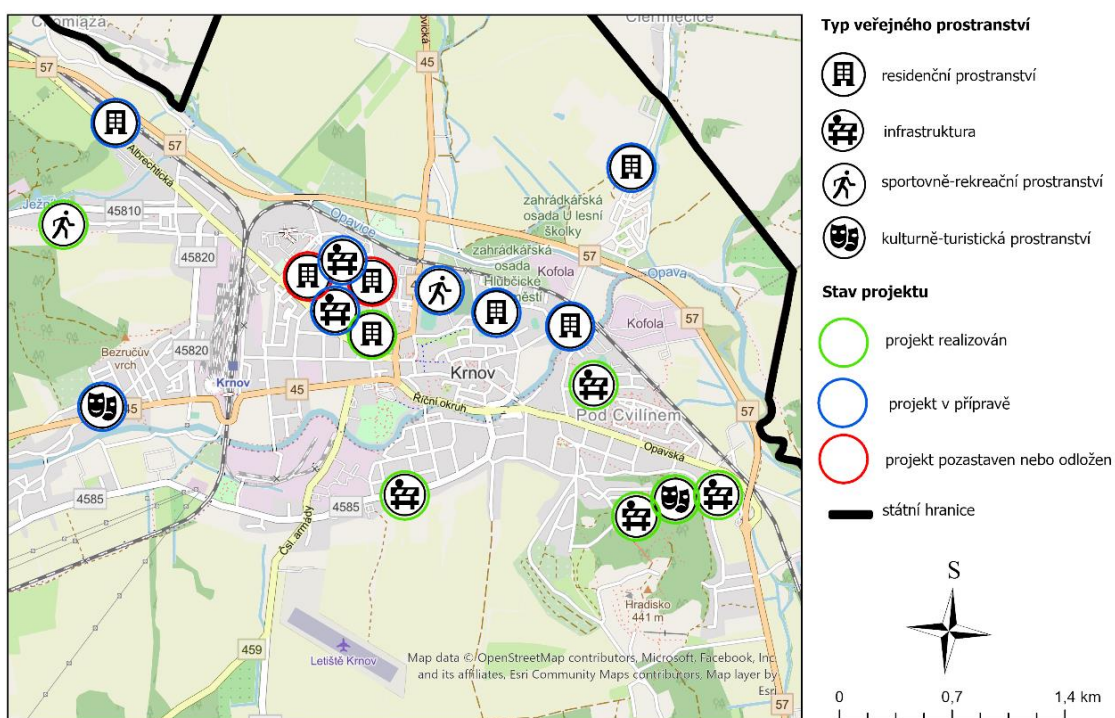 Chomiąża
Ciermięcice
57
45
57
57
Albrechtická
Ježník
45810
45820
Opavice
zahrádkářská
osada U lesní
školky
zahrádkářská
osada
Hlubčické
Kofola
Opava
57
Kofola
Bezručův
vrch
45820
Krnov
45
45
Krnov
Říční okruh
Pod Cvilínem
57
Opavská
4585
4585
Čsl. armády
Hradisko
441 m
459
Letiště Krnov
57
Map data © OpenStreetMap contributors, Microsoft, Facebook, Inc.
and its affiliates, Esri Community Maps contributors, Map layer by
Esri
Typ veřejného prostranství
residenční prostranství
infrastruktura
sportovně-rekreační prostranství
kulturně-turistická prostranství
Stav projektu
projekt realizován
projekt v přípravě
projekt pozastaven nebo odložen
státní hranice
S
0 0,7 1,4 km